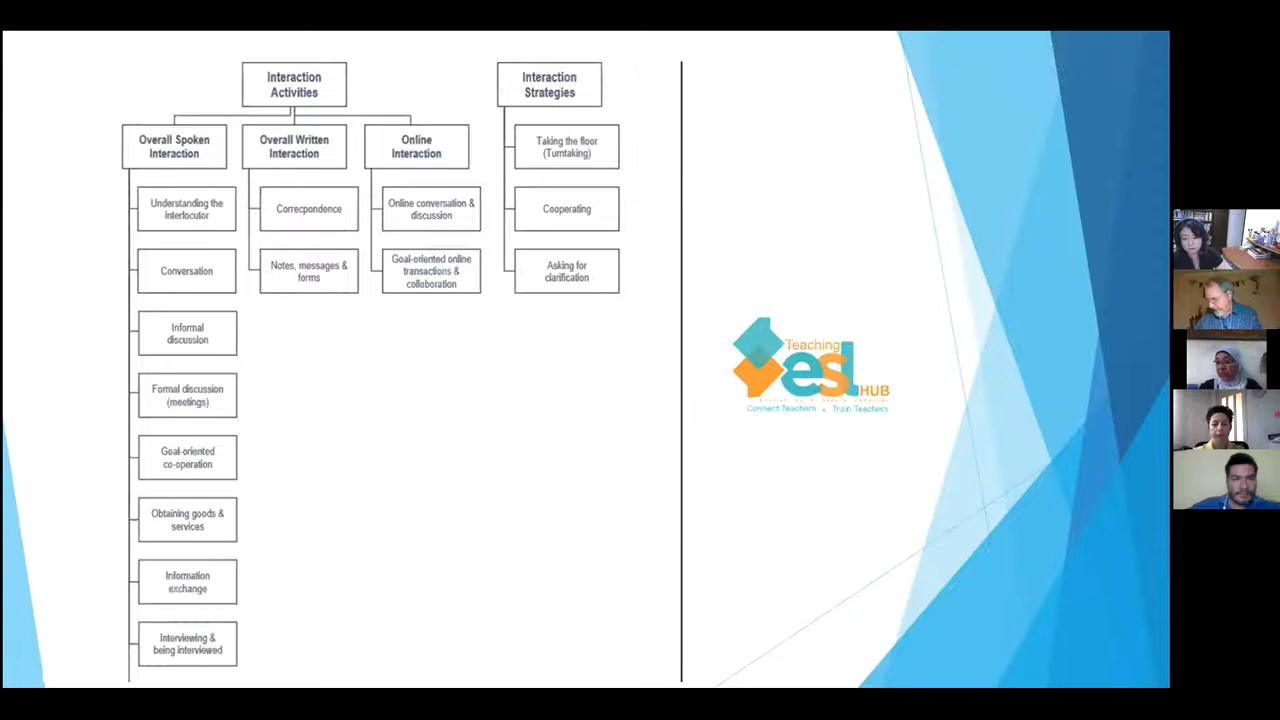 Interaction
Activities
Interaction
Strategies
Overall Spoken
Interaction
Overall Written
Interaction
Online
Interaction
Taking the floor
(Turntaking)
Understanding the
interlocutor
Correcpondence
Online conversation &
discussion
Cooperating
Conversation
Notes, messages &
forms
Goal-oriented online
transactions &
colloboration
Asking for
clarification
Informal
discussion
Formal discussion
(meetings)
Goal-oriented
co-operation
Obtaining goods &
services
Information
exchange
Interviewing &
being interviewed
Teaching
esl HUB
Connect Teachers . Train Teachers